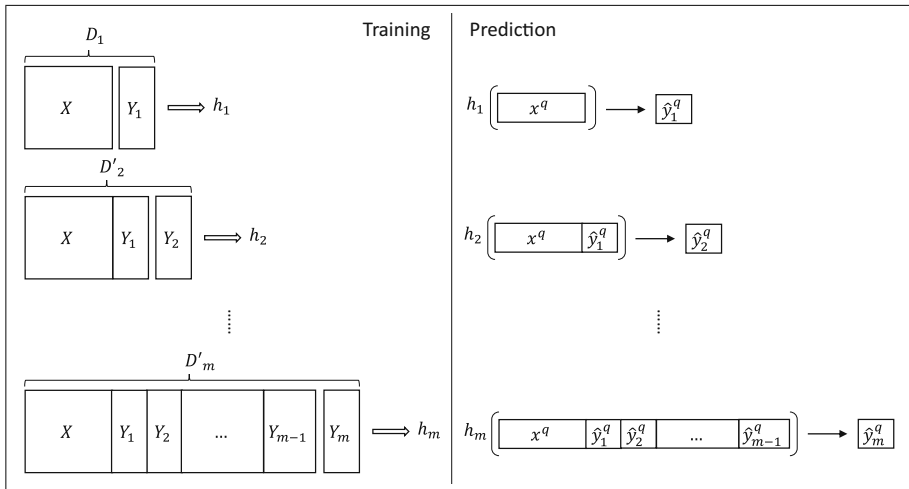 Training
D₁
X Y₁ h₁
D'₂
X Y₁ Y₂ h₂
......
D'ₘ
X Y₁ Y₂ ... Yₘ₋₁ Yₘ hₘ
Prediction
h₁ ( x^q ) ŷ₁^q
h₂ ( x^q ŷ₁^q ) ŷ₂^q
......
hₘ ( x^q ŷ₁^q ŷ₂^q ... ŷₘ₋₁^q ) ŷₘ^q